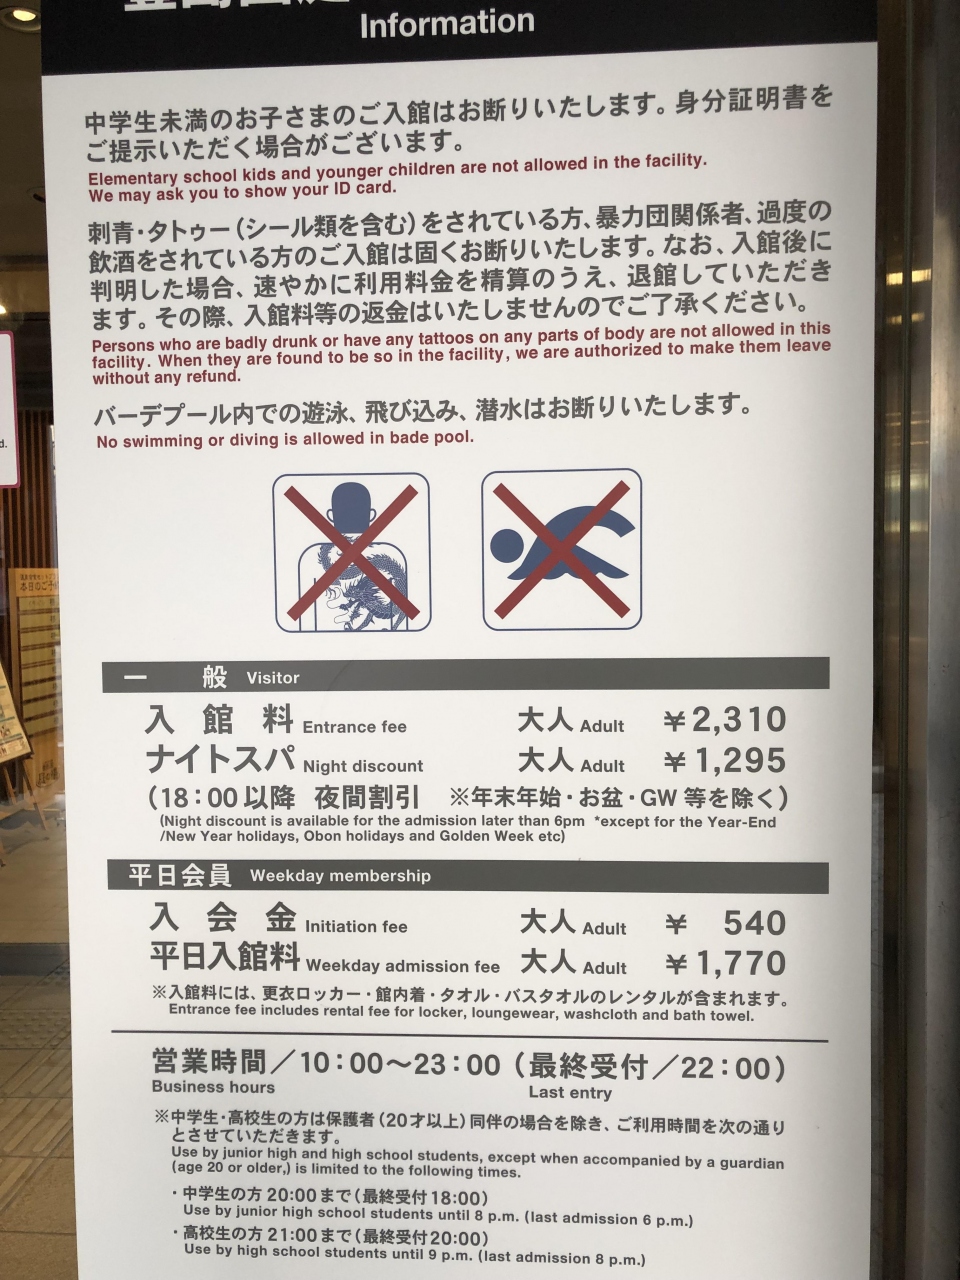 Information
中学生未満のお子さまのご入館はお断りいたします。身分証明書を
ご提示いただく場合がございます。
Elementary school kids and younger children are not allowed in the facility.
We may ask you to show your ID card.
刺青・タトゥー（シール類を含む）をされている方、暴力団関係者、過度の
飲酒をされている方のご入館は固くお断りいたします。なお、入館後に
判明した場合、速やかに利用料金を精算のうえ、退館していただき
ます。その際、入館料等の返金はいたしませんのでご了承ください。
Persons who are badly drunk or have any tattoos on any parts of body are not allowed in this
facility. When they are found to be so in the facility, we are authorized to make them leave
without any refund.
バーデプール内での遊泳、飛び込み、潜水はお断りいたします。
No swimming or diving is allowed in bade pool.
一般 Visitor
入館料 Entrance fee 大人 Adult ￥2,310
ナイトスパ Night discount 大人 Adult ￥1,295
（18：00以降 夜間割引 ※年末年始・お盆・GW等を除く）
(Night discount is available for the admission later than 6pm *except for the Year-End
/New Year holidays, Obon holidays and Golden Week etc)
平日会員 Weekday membership
入会金 Initiation fee 大人 Adult ￥ 540
平日入館料 Weekday admission fee 大人 Adult ￥1,770
※入館料には、更衣ロッカー・館内着・タオル・バスタオルのレンタルが含まれます。
Entrance fee includes rental fee for locker, loungewear, washcloth and bath towel.
営業時間／10：00～23：00（最終受付／22：00）
Business hours Last entry
※中学生・高校生の方は保護者（20才以上）同伴の場合を除き、ご利用時間を次の通り
とさせていただきます。
Use by junior high and high school students, except when accompanied by a guardian
(age 20 or older,) is limited to the following times.
・中学生の方 20:00まで（最終受付18:00）
Use by junior high school students until 8 p.m. (last admission 6 p.m.)
・高校生の方 21:00まで（最終受付20:00）
Use by high school students until 9 p.m. (last admission 8 p.m.)